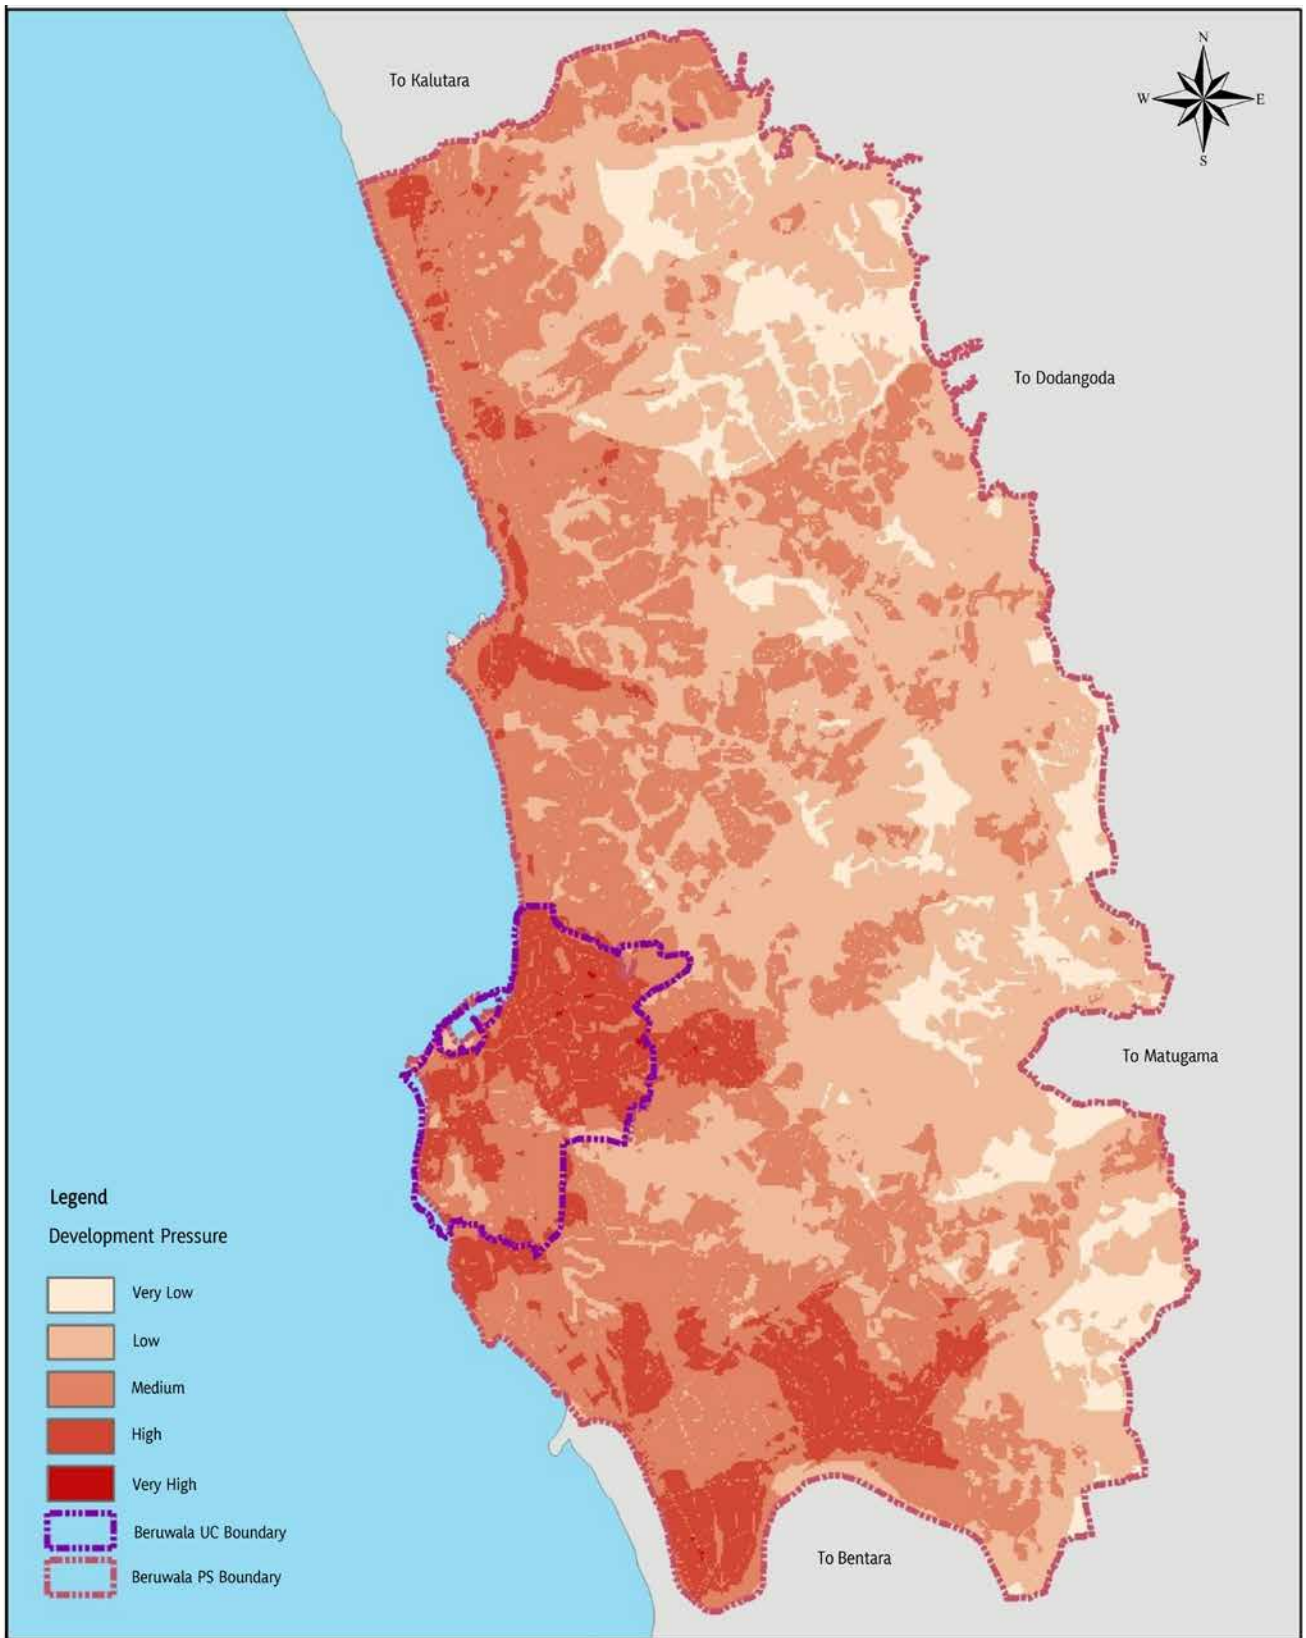 To Kalutara
N
W
E
S
To Dodangoda
To Matugama
Legend
Development Pressure
Very Low
Low
Medium
High
Very High
Beruwala UC Boundary
Beruwala PS Boundary
To Bentara